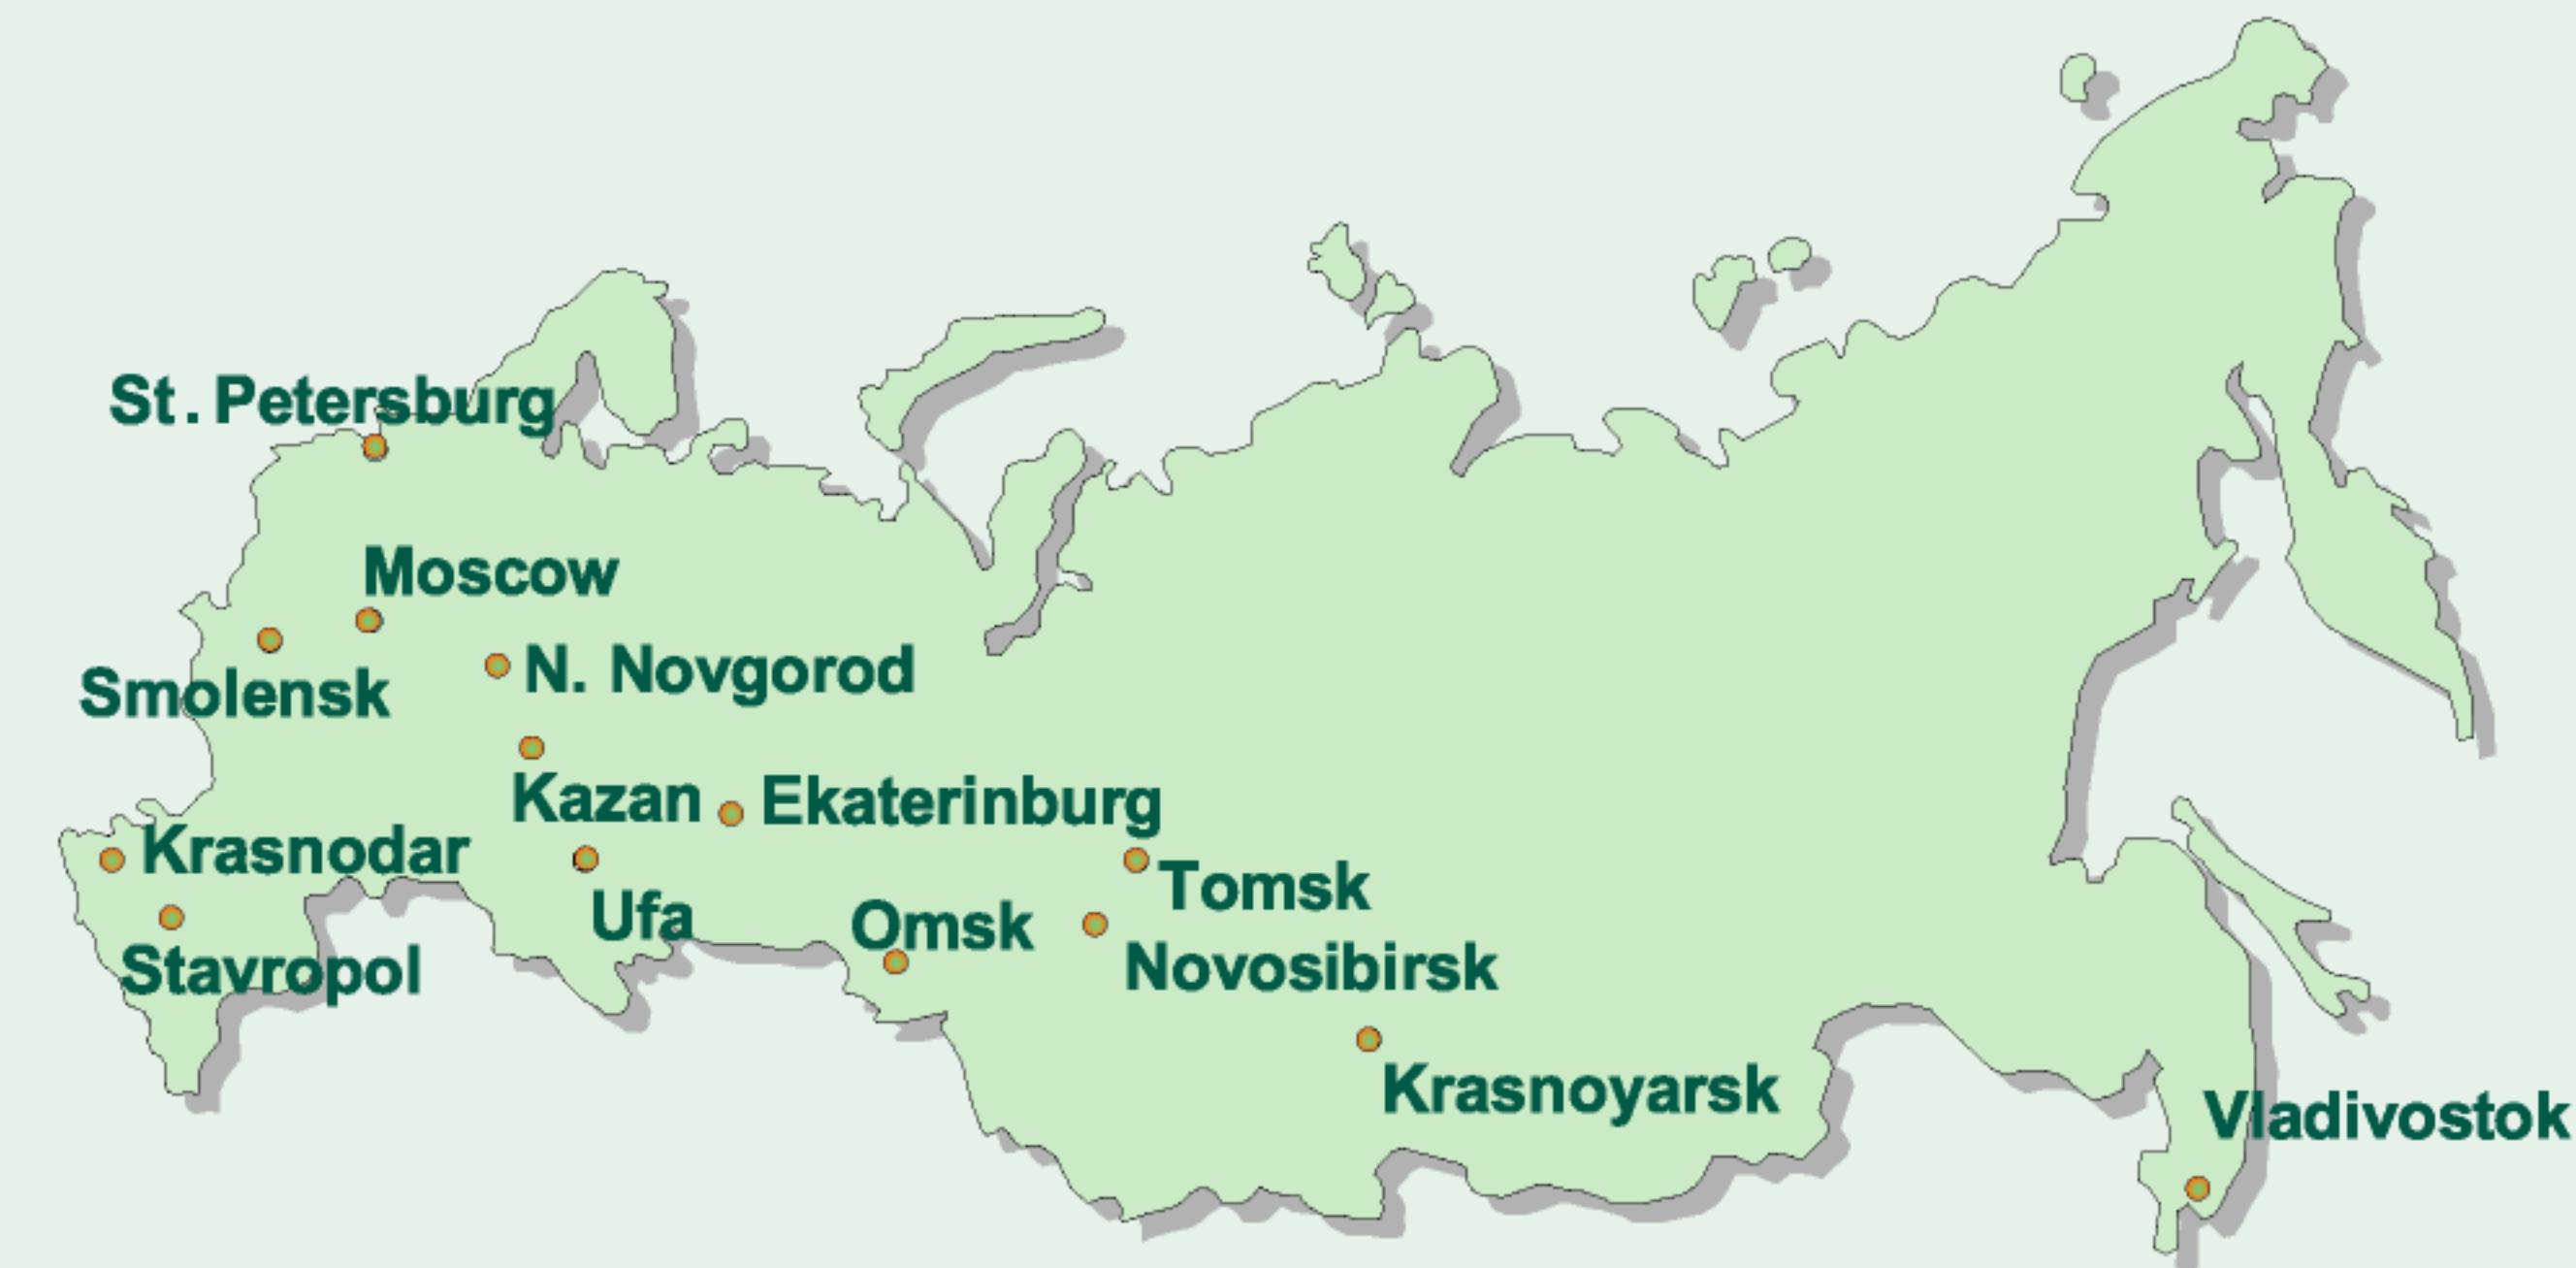 St. Petersburg
Moscow
N. Novgorod
Smolensk
Kazan
Ekaterinburg
Krasnodar
Tomsk
Ufa
Omsk
Stavropol
Novosibirsk
Krasnoyarsk
Vladivostok